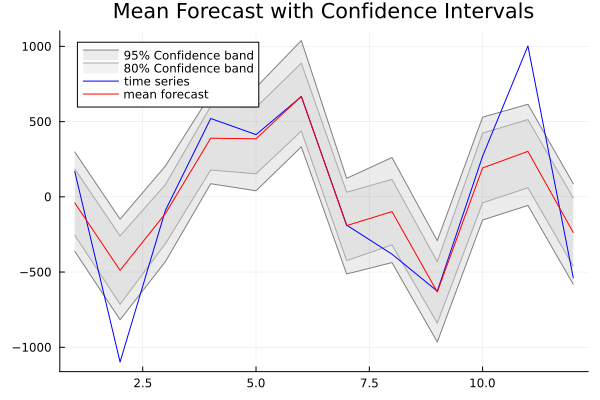 Mean Forecast with Confidence Intervals
95% Confidence band
80% Confidence band
time series
mean forecast
1000
500
0
−500
−1000
2.5 5.0 7.5 10.0